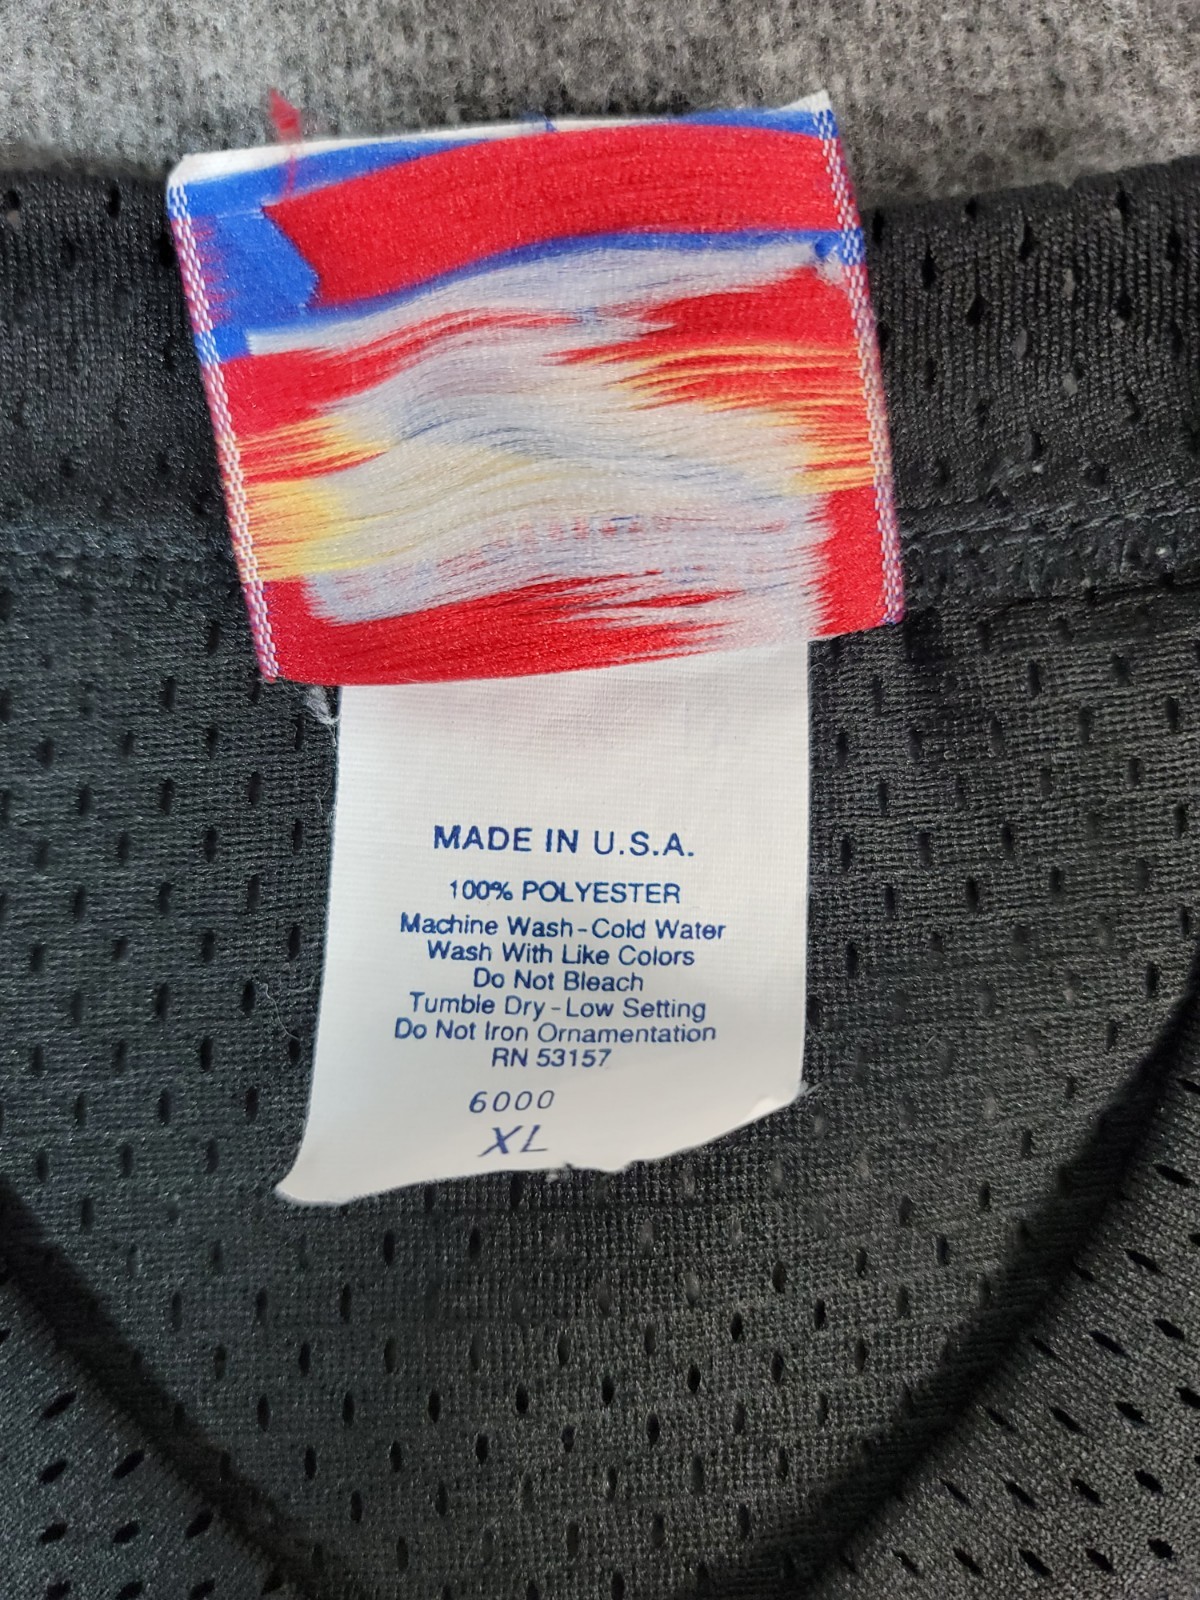 MADE IN U.S.A.
100% POLYESTER
Machine Wash-Cold Water
Wash With Like Colors
Do Not Bleach
Tumble Dry-Low Setting
Do Not Iron Ornamentation
RN 53157
6000
XL